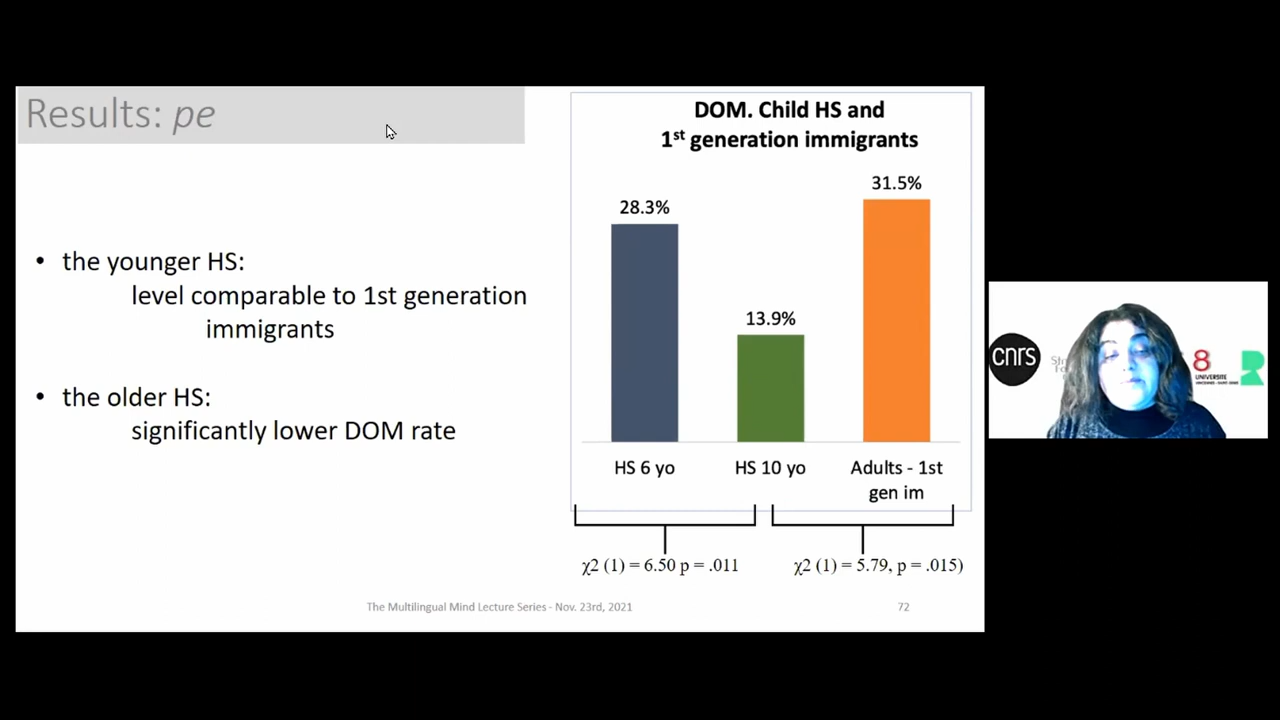 Results: pe
• the younger HS:
level comparable to 1st generation
immigrants
• the older HS:
significantly lower DOM rate
DOM. Child HS and
1st generation immigrants
28.3%
13.9%
31.5%
HS 6 yo
HS 10 yo
Adults - 1st
gen im
χ2 (1) = 6.50 p = .011
χ2 (1) = 5.79, p = .015)
The Multilingual Mind Lecture Series - Nov. 23rd, 2021
72
cnrs
8
UNIVERSITE